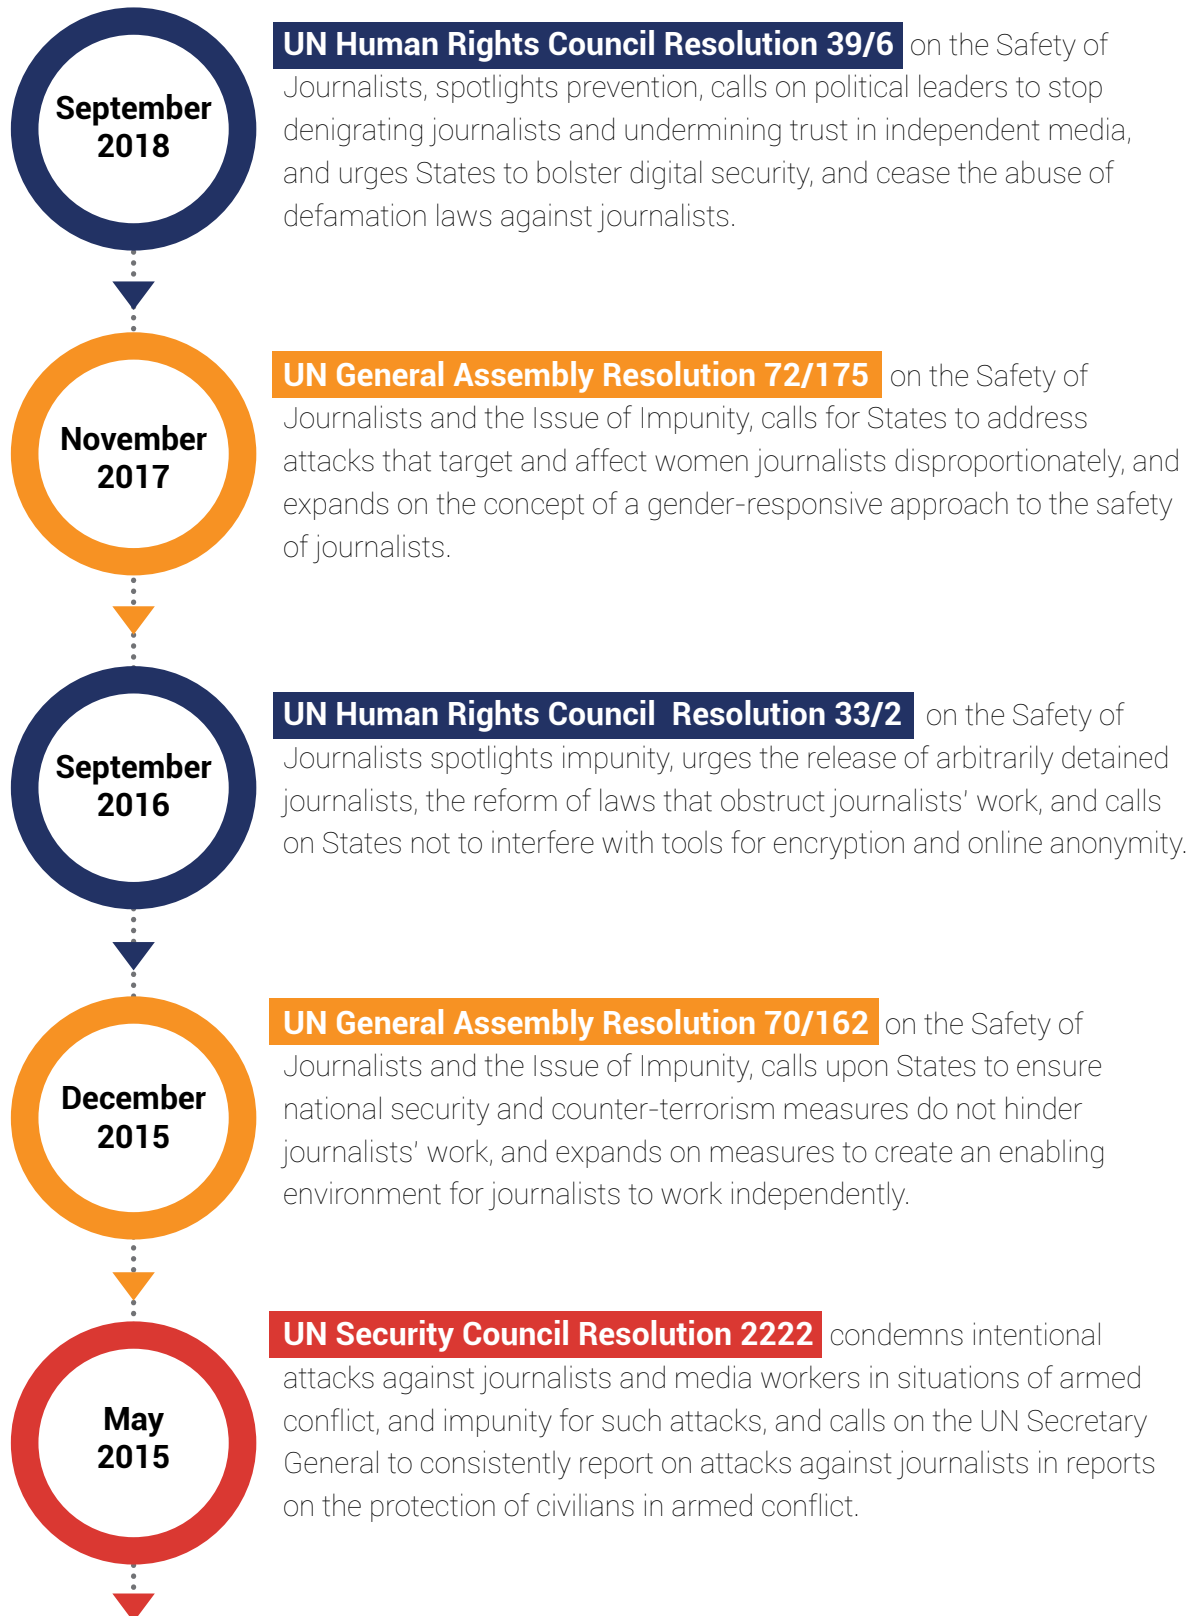 September
2018
UN Human Rights Council Resolution 39/6 on the Safety of
Journalists, spotlights prevention, calls on political leaders to stop
denigrating journalists and undermining trust in independent media,
and urges States to bolster digital security, and cease the abuse of
defamation laws against journalists.
November
2017
UN General Assembly Resolution 72/175 on the Safety of
Journalists and the Issue of Impunity, calls for States to address
attacks that target and affect women journalists disproportionately, and
expands on the concept of a gender-responsive approach to the safety
of journalists.
September
2016
UN Human Rights Council Resolution 33/2 on the Safety of
Journalists spotlights impunity, urges the release of arbitrarily detained
journalists, the reform of laws that obstruct journalists' work, and calls
on States not to interfere with tools for encryption and online anonymity.
December
2015
UN General Assembly Resolution 70/162 on the Safety of
Journalists and the Issue of Impunity, calls upon States to ensure
national security and counter-terrorism measures do not hinder
journalists' work, and expands on measures to create an enabling
environment for journalists to work independently.
May
2015
UN Security Council Resolution 2222 condemns intentional
attacks against journalists and media workers in situations of armed
conflict, and impunity for such attacks, and calls on the UN Secretary
General to consistently report on attacks against journalists in reports
on the protection of civilians in armed conflict.